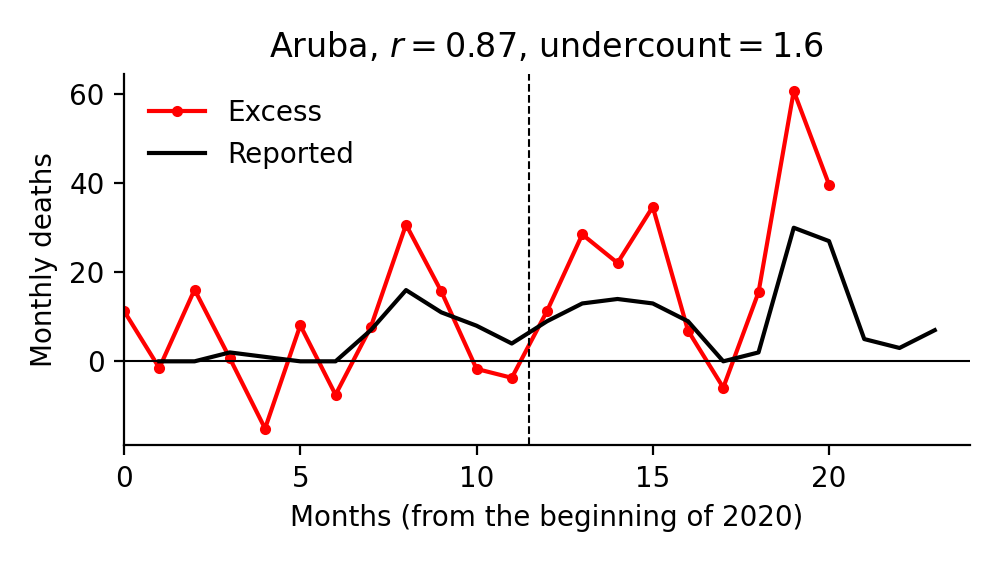 Aruba, r = 0.87, undercount = 1.6
Excess
Reported
Monthly deaths
60
40
20
0
0 5 10 15 20
Months (from the beginning of 2020)